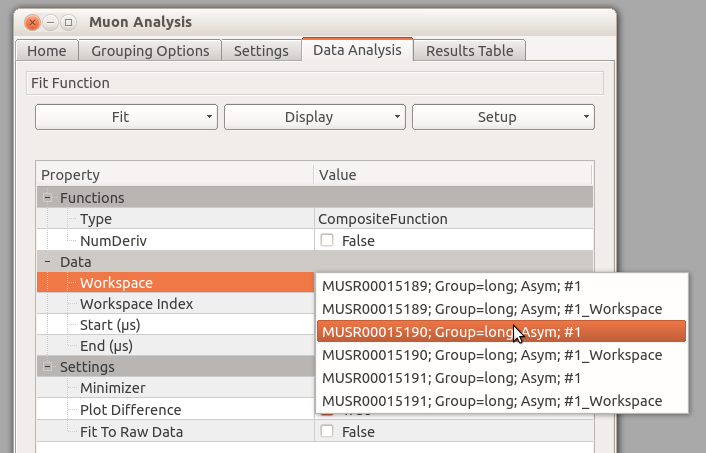 Muon Analysis
Home Grouping Options Settings Data Analysis Results Table
Fit Function
Fit Display Setup
Property Value
Functions
Type CompositeFunction
NumDeriv False
Data
Workspace
MUSR00015189; Group=long; Asym; #1
Workspace Index
MUSR00015189; Group=long; Asym; #1_Workspace
Start (µs)
MUSR00015190; Group=long; Asym; #1
End (µs)
MUSR00015190; Group=long; Asym; #1_Workspace
Settings
MUSR00015191; Group=long; Asym; #1
Minimizer
MUSR00015191; Group=long; Asym; #1_Workspace
Plot Difference
Fit To Raw Data False